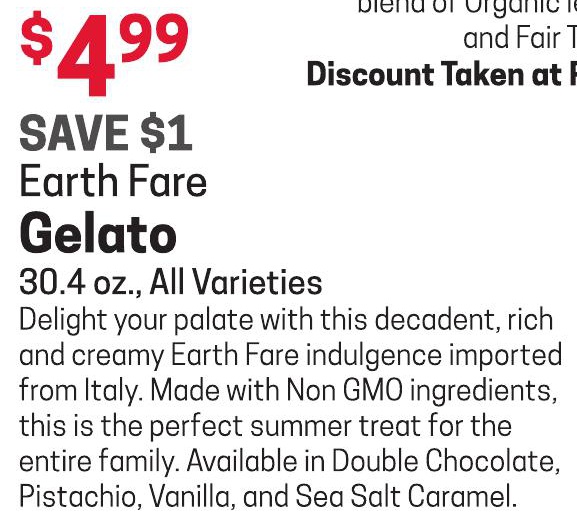 $4.99
SAVE $1
Earth Fare
Gelato
30.4 oz., All Varieties
Delight your palate with this decadent, rich
and creamy Earth Fare indulgence imported
from Italy. Made with Non GMO ingredients,
this is the perfect summer treat for the
entire family. Available in Double Chocolate,
Pistachio, Vanilla, and Sea Salt Caramel.
blend of Organic
and Fair
Discount Taken at